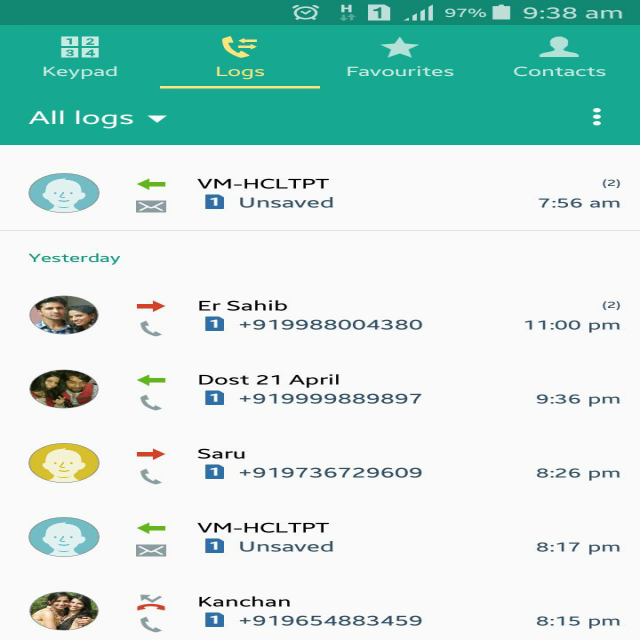 H 1 97% 9:38 am
1 2 3 4
Keypad Logs Favourites Contacts
All logs
VM-HCLTPT (2)
1 Unsaved 7:56 am
Yesterday
Er Sahib (2)
1 +919988004380 11:00 pm
Dost 21 April
1 +919999889897 9:36 pm
Saru
1 +919736729609 8:26 pm
VM-HCLTPT
1 Unsaved 8:17 pm
Kanchan
1 +919654883459 8:15 pm